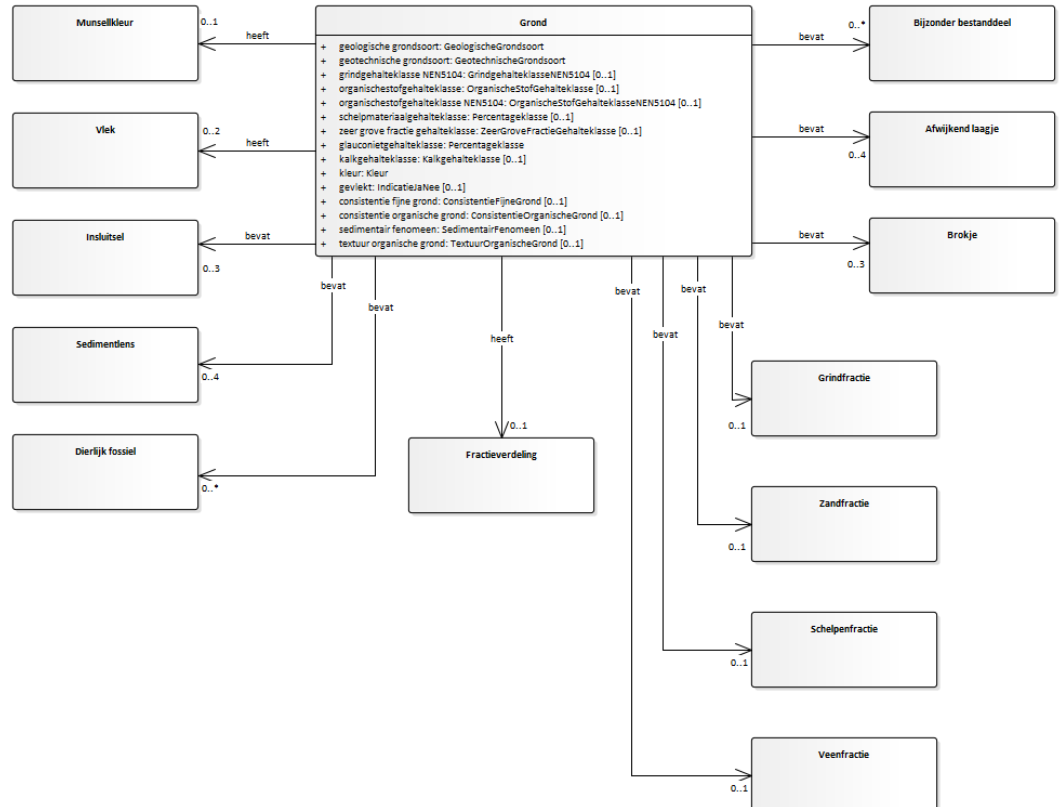 Munsellkleur
0..1
heeft
Grond
+ geologische grondsoort: GeologischeGrondsoort
+ geotechnische grondsoort: GeotechnischeGrondsoort
+ grindgehalteklasse NEN5104: GrindgehalteklasseNEN5104 [0..1]
+ organischestofgehalteklasse: OrganischeStofGehalteklasse [0..1]
+ organischestofgehalteklasse NEN5104: OrganischeStofGehalteklasseNEN5104 [0..1]
+ schelpmateriaalgehalteklasse: Percentageklasse [0..1]
+ zeer grove fractie gehalteklasse: ZeerGroveFractieGehalteklasse [0..1]
+ glauconietgehalteklasse: Percentageklasse
+ kalkgehalteklasse: Kalkgehalteklasse [0..1]
+ kleur: Kleur
+ gevlekt: IndicatieJaNee [0..1]
+ consistentie fijne grond: ConsistentieFijneGrond [0..1]
+ consistentie organische grond: ConsistentieOrganischeGrond [0..1]
+ sedimentair fenomeen: SedimentairFenomeen [0..1]
+ textuur organische grond: TextuurOrganischeGrond [0..1]
bevat
0..*
Bijzonder bestanddeel
Vlek
0..2
heeft
bevat
0..4
Afwijkend laagje
Insluitsel
bevat
0..3
bevat
0..3
Brokje
bevat
Sedimentlens
0..4
bevat
Dierlijk fossiel
0..*
heeft
0..1
Fractieverdeling
bevat
bevat
bevat
bevat
Grindfractie
0..1
Zandfractie
0..1
Schelpenfractie
0..1
Veenfractie
0..1